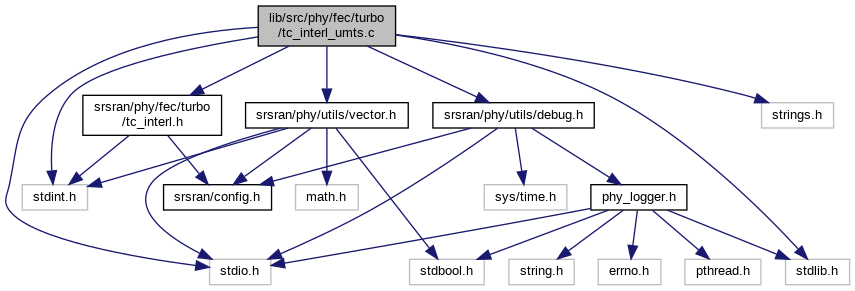 lib/src/phy/fec/turbo
/tc_interl_umts.c
srsran/phy/fec/turbo
/tc_interl.h
srsran/phy/utils/vector.h
srsran/phy/utils/debug.h
strings.h
stdint.h
srsran/config.h
math.h
sys/time.h
phy_logger.h
stdio.h
stdbool.h
string.h
errno.h
pthread.h
stdlib.h